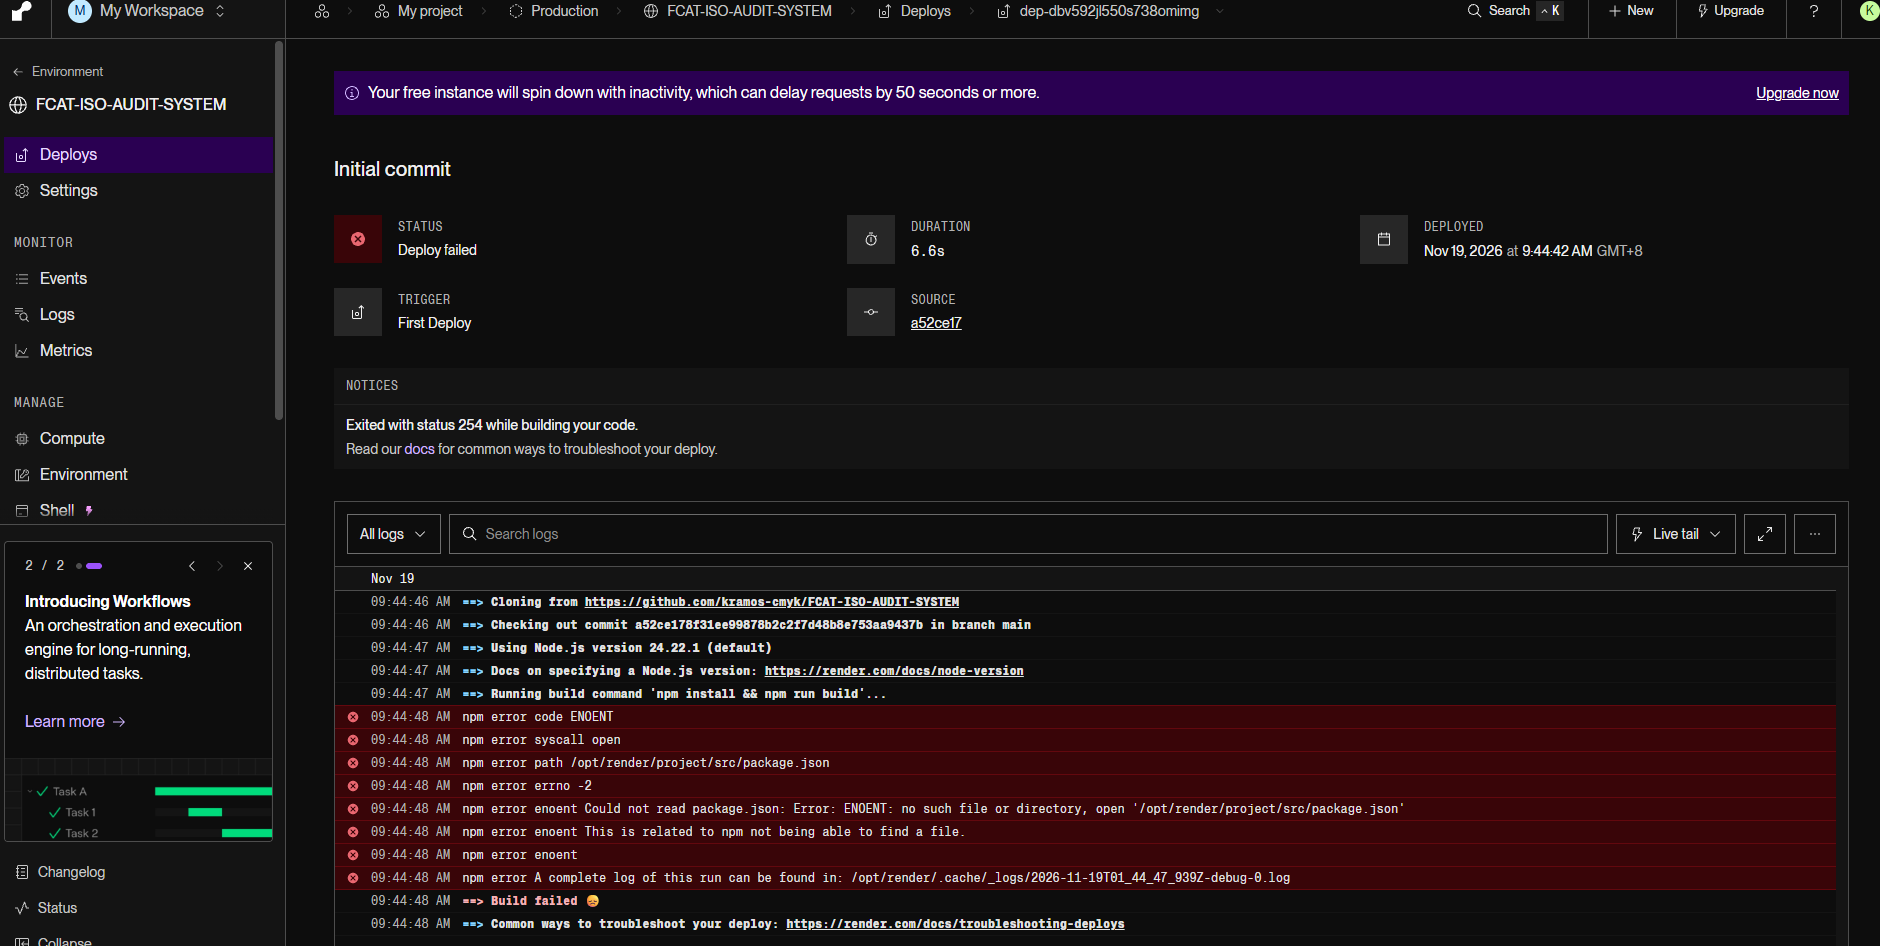 M My Workspace
My project
Production
FCAT-ISO-AUDIT-SYSTEM
Deploys
dep-dbv592jl550s738omimg
Search
K
New
Upgrade
?
K
Environment
FCAT-ISO-AUDIT-SYSTEM
Deploys
Settings
MONITOR
Events
Logs
Metrics
MANAGE
Compute
Environment
Shell
2 / 2
Introducing Workflows
An orchestration and execution
engine for long-running,
distributed tasks.
Learn more →
Task A
Task 1
Task 2
Changelog
Status
Collapse
Your free instance will spin down with inactivity, which can delay requests by 50 seconds or more.
Upgrade now
Initial commit
STATUS
Deploy failed
DURATION
6.6s
DEPLOYED
Nov 19, 2026 at 9:44:42 AM GMT+8
TRIGGER
First Deploy
SOURCE
a52ce17
NOTICES
Exited with status 254 while building your code.
Read our docs for common ways to troubleshoot your deploy.
All logs
Search logs
Live tail
...
Nov 19
09:44:46 AM ==> Cloning from https://github.com/kramos-cmyk/FCAT-ISO-AUDIT-SYSTEM
09:44:46 AM ==> Checking out commit a52ce178f31ee99878b2c2f7d48b8e753aa9437b in branch main
09:44:47 AM ==> Using Node.js version 24.22.1 (default)
09:44:47 AM ==> Docs on specifying a Node.js version: https://render.com/docs/node-version
09:44:47 AM ==> Running build command 'npm install && npm run build'...
09:44:48 AM npm error code ENOENT
09:44:48 AM npm error syscall open
09:44:48 AM npm error path /opt/render/project/src/package.json
09:44:48 AM npm error errno -2
09:44:48 AM npm error enoent Could not read package.json: Error: ENOENT: no such file or directory, open '/opt/render/project/src/package.json'
09:44:48 AM npm error enoent This is related to npm not being able to find a file.
09:44:48 AM npm error enoent
09:44:48 AM npm error A complete log of this run can be found in: /opt/render/.cache/_logs/2026-11-19T01_44_47_939Z-debug-0.log
09:44:48 AM ==> Build failed 😞
09:44:48 AM ==> Common ways to troubleshoot your deploy: https://render.com/docs/troubleshooting-deploys